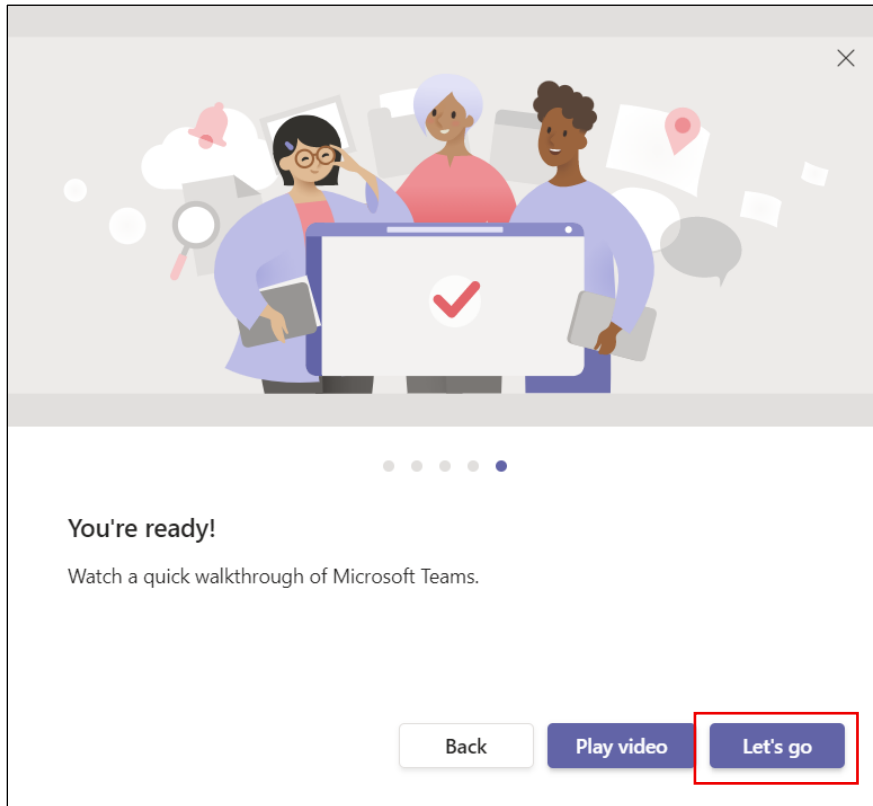 You're ready!
Watch a quick walkthrough of Microsoft Teams.
Back
Play video
Let's go